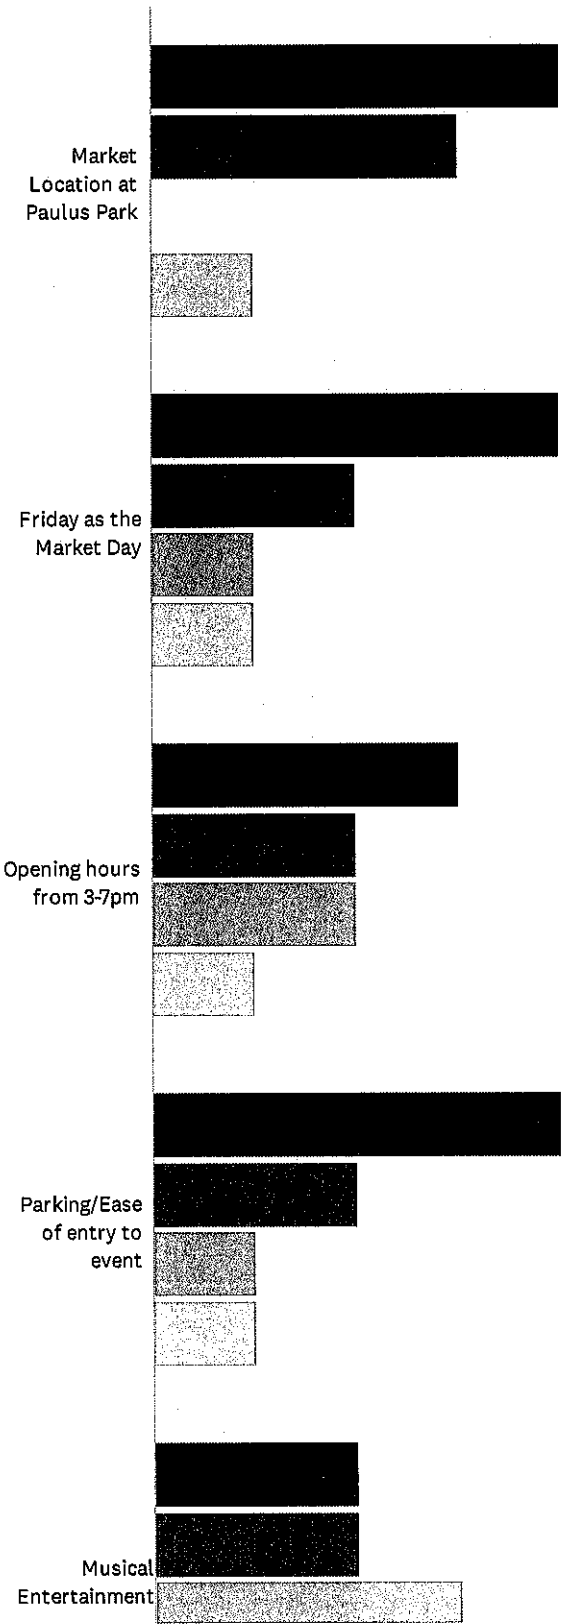 Market
Location at
Paulus Park
Friday as the
Market Day
Opening hours
from 3-7pm
Parking/Ease
of entry to
event
Musical
Entertainment